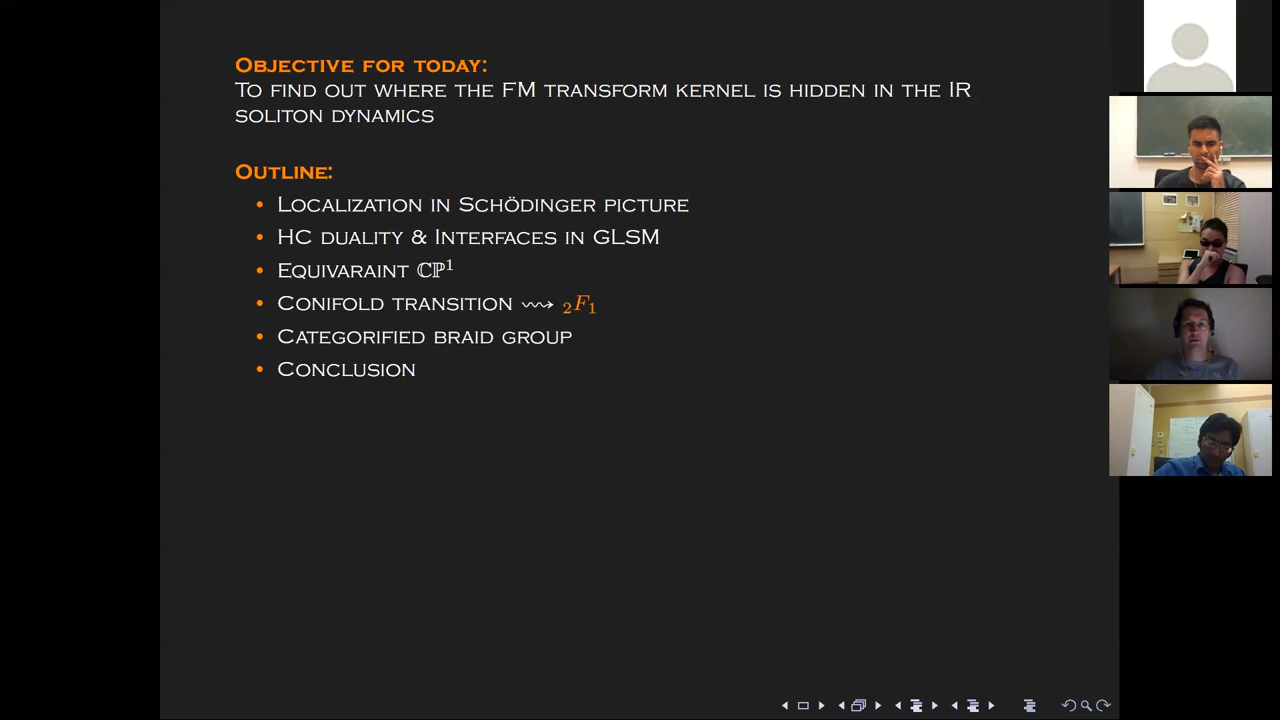 Objective for today:
To find out where the FM transform kernel is hidden in the IR
soliton dynamics
Outline:
• Localization in Schödinger picture
• HC duality & Interfaces in GLSM
• Equivaraint ℂℙ¹
• Conifold transition ⇝ ₂F₁
• Categorified braid group
• Conclusion